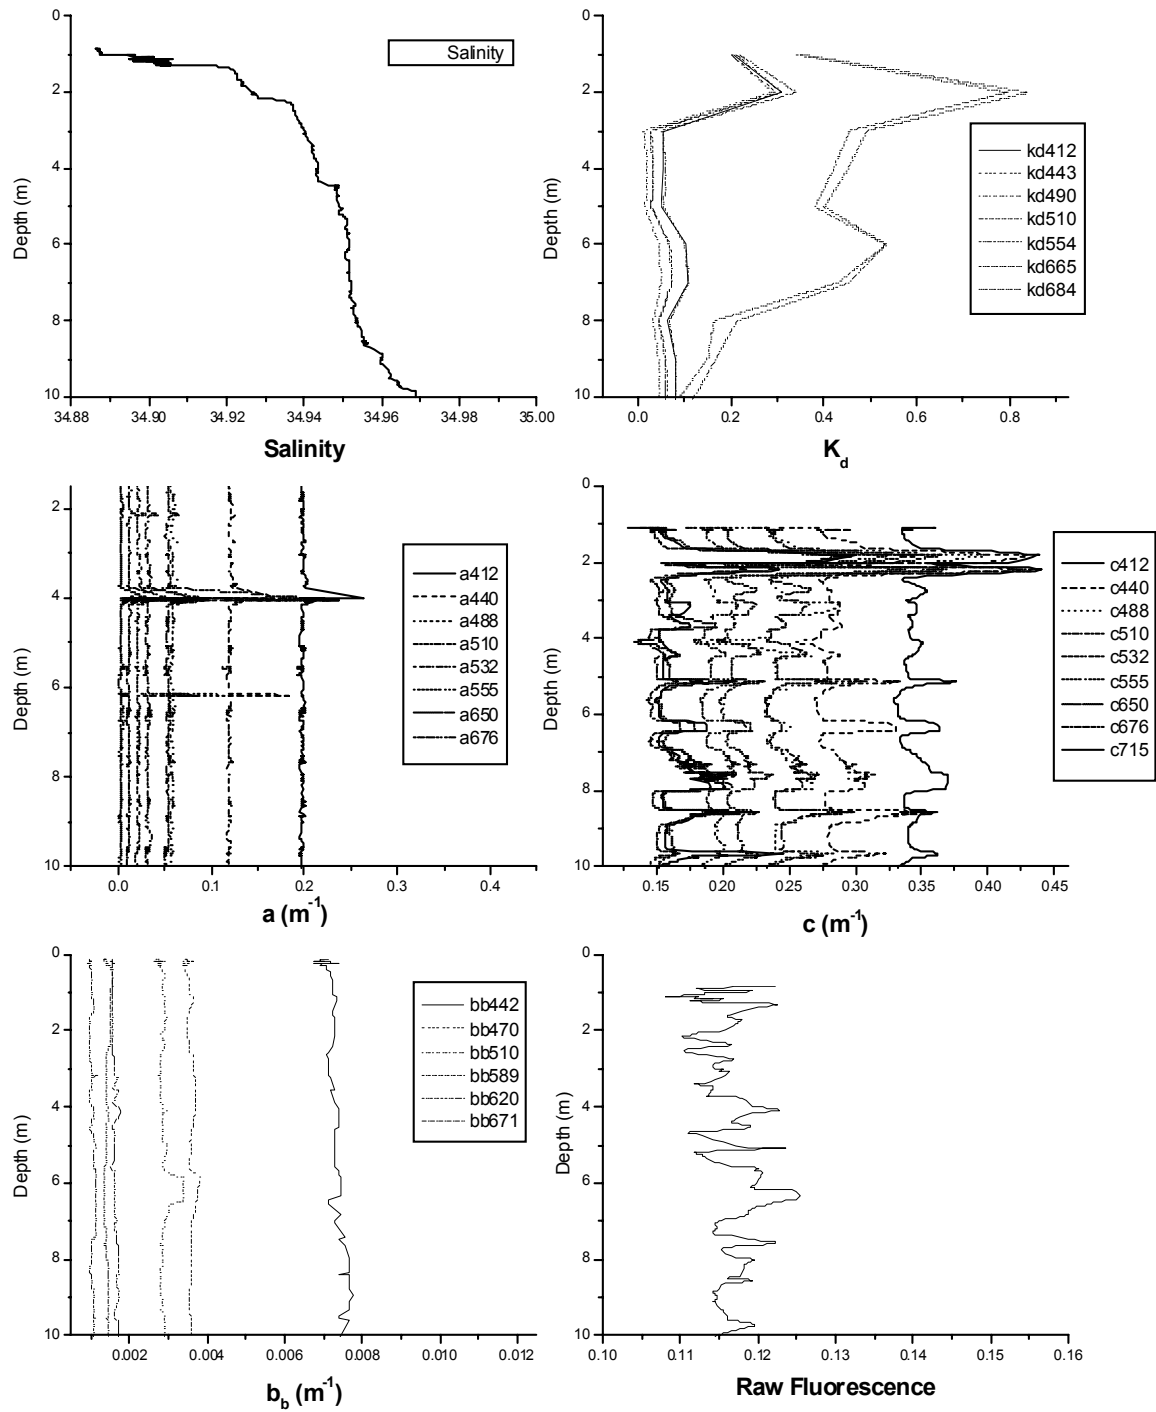 0
2
4
6
8
10
Depth (m)
Salinity
34.88 34.90 34.92 34.94 34.96 34.98 35.00
Salinity
0
2
4
6
8
10
Depth (m)
kd412
kd443
kd490
kd510
kd554
kd665
kd684
0.0 0.2 0.4 0.6 0.8
K_d
2
4
6
8
10
Depth (m)
a412
a440
a488
a510
a532
a555
a650
a676
0.0 0.1 0.2 0.3 0.4
a (m⁻¹)
0
2
4
6
8
10
Depth (m)
c412
c440
c488
c510
c532
c555
c650
c676
c715
0.15 0.20 0.25 0.30 0.35 0.40 0.45
c (m⁻¹)
0
2
4
6
8
10
Depth (m)
bb442
bb470
bb510
bb589
bb620
bb671
0.002 0.004 0.006 0.008 0.010 0.012
b_b (m⁻¹)
0
2
4
6
8
10
Depth (m)
0.10 0.11 0.12 0.13 0.14 0.15 0.16
Raw Fluorescence